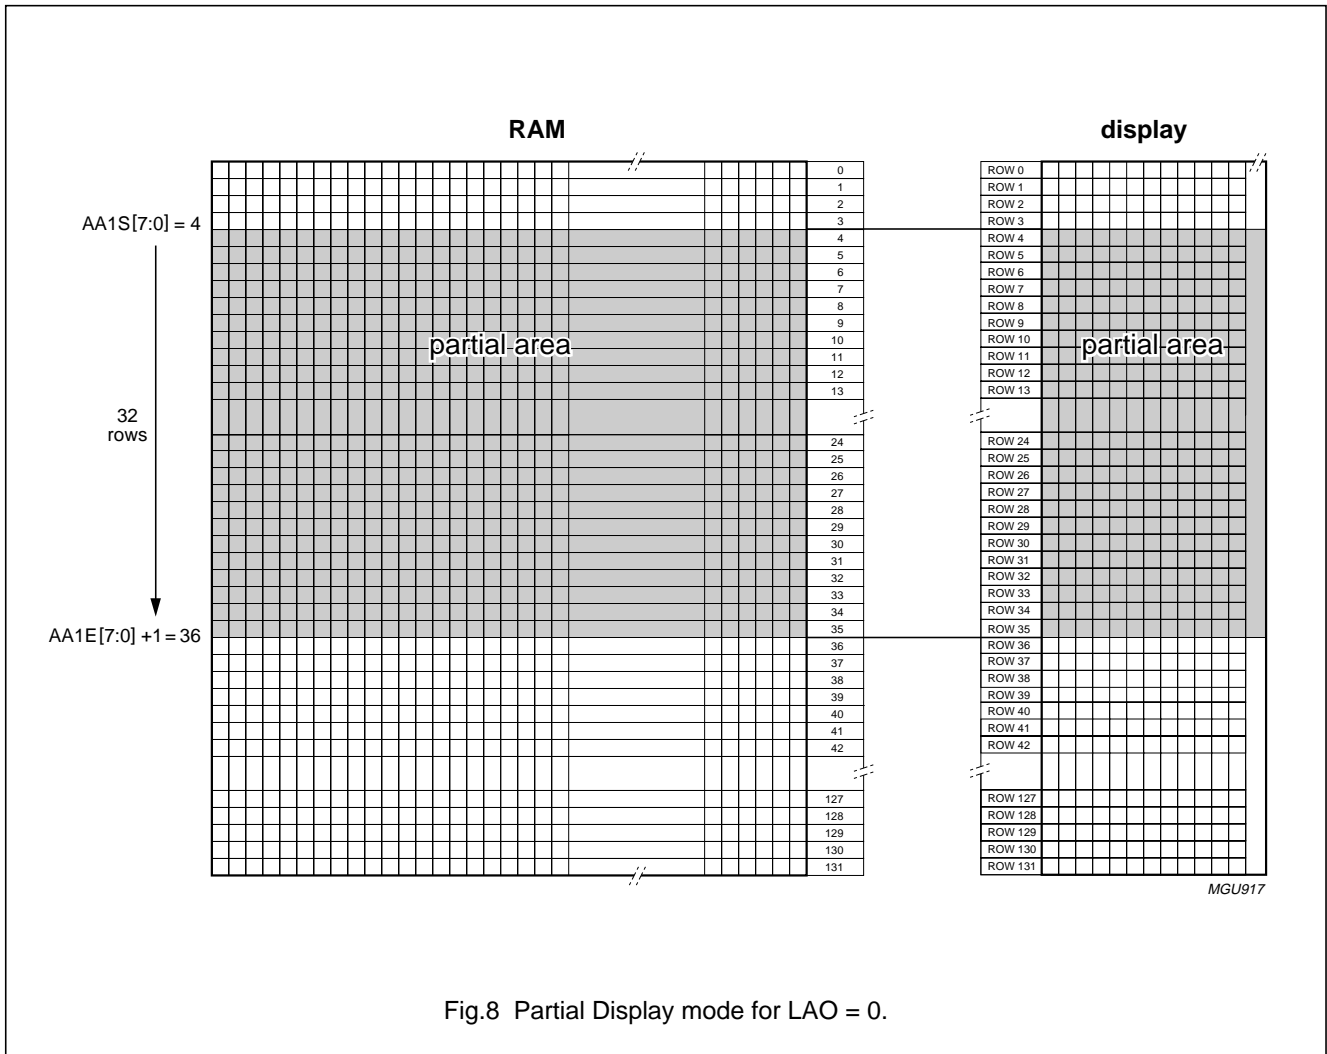 RAM
display
AA1S[7:0] = 4
32
rows
AA1E[7:0] +1 = 36
partial area
partial area
0
1
2
3
4
5
6
7
8
9
10
11
12
13
24
25
26
27
28
29
30
31
32
33
34
35
36
37
38
39
40
41
42
127
128
129
130
131
ROW 0
ROW 1
ROW 2
ROW 3
ROW 4
ROW 5
ROW 6
ROW 7
ROW 8
ROW 9
ROW 10
ROW 11
ROW 12
ROW 13
ROW 24
ROW 25
ROW 26
ROW 27
ROW 28
ROW 29
ROW 30
ROW 31
ROW 32
ROW 33
ROW 34
ROW 35
ROW 36
ROW 37
ROW 38
ROW 39
ROW 40
ROW 41
ROW 42
ROW 127
ROW 128
ROW 129
ROW 130
ROW 131
MGU917
Fig.8 Partial Display mode for LAO = 0.